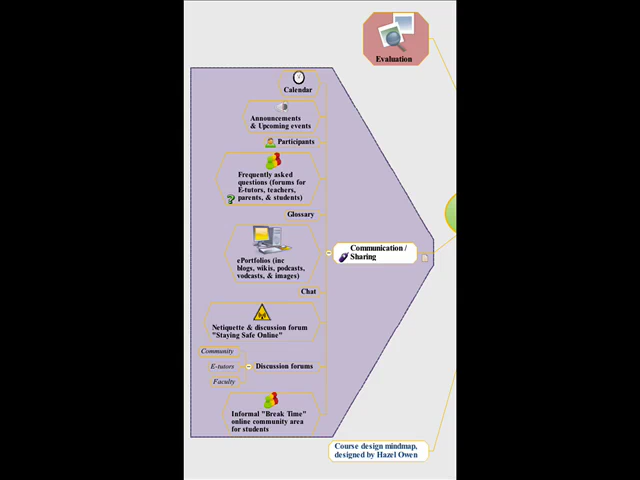 Evaluation
Calendar
Announcements
& Upcoming events
Participants
Frequently asked
questions (forums for
E-tutors, teachers,
parents, & students)
Glossary
Communication /
Sharing
ePortfolios (inc
blogs, wikis, podcasts,
vodcasts, & images)
Chat
Netiquette & discussion forum
"Staying Safe Online"
Community
E-tutors
Discussion forums
Faculty
Informal "Break Time"
online community area
for students
Course design mindmap,
designed by Hazel Owen